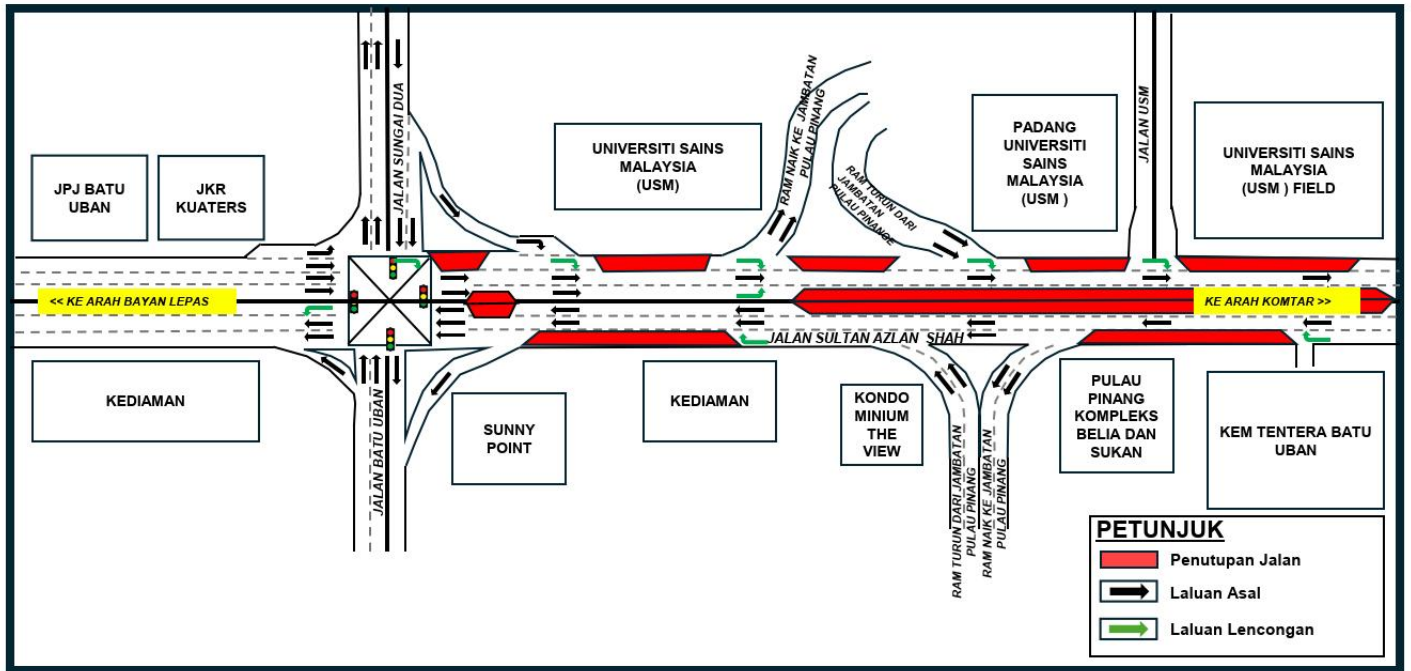 JALAN SUNGAI DUA
JPJ BATU
UBAN
JKR
KUATERS
UNIVERSITI SAINS
MALAYSIA
(USM)
RAM NAIK KE JAMBATAN
PULAU PINANG
RAM TURUN DARI
JAMBATAN
PULAU PINANGE
PADANG
UNIVERSITI
SAINS
MALAYSIA
(USM )
JALAN USM
UNIVERSITI SAINS
MALAYSIA
(USM ) FIELD
<< KE ARAH BAYAN LEPAS
KE ARAH KOMTAR >>
JALAN SULTAN AZLAN SHAH
KEDIAMAN
JALAN BATU UBAN
SUNNY
POINT
KEDIAMAN
KONDO
MINIUM
THE
VIEW
RAM TURUN DARI JAMBATAN
PULAU PINANG
RAM NAIK KE JAMBATAN
PULAU PINANG
PULAU
PINANG
KOMPLEKS
BELIA DAN
SUKAN
KEM TENTERA BATU
UBAN
PETUNJUK
Penutupan Jalan
Laluan Asal
Laluan Lencongan